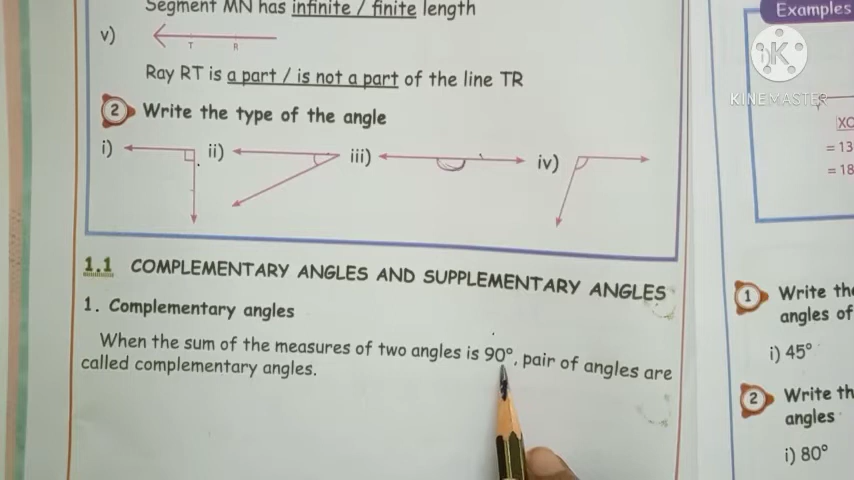 Segment MN has infinite / finite length
v)
T R
Ray RT is a part / is not a part of the line TR
2 Write the type of the angle
i) ii) iii) iv)
1.1 COMPLEMENTARY ANGLES AND SUPPLEMENTARY ANGLES
1. Complementary angles
When the sum of the measures of two angles is 90°, pair of angles are
called complementary angles.
Examples
KINEMASTER
XO
= 13
= 18
1 Write the
angles of
i) 45°
2 Write th
angles
i) 80°